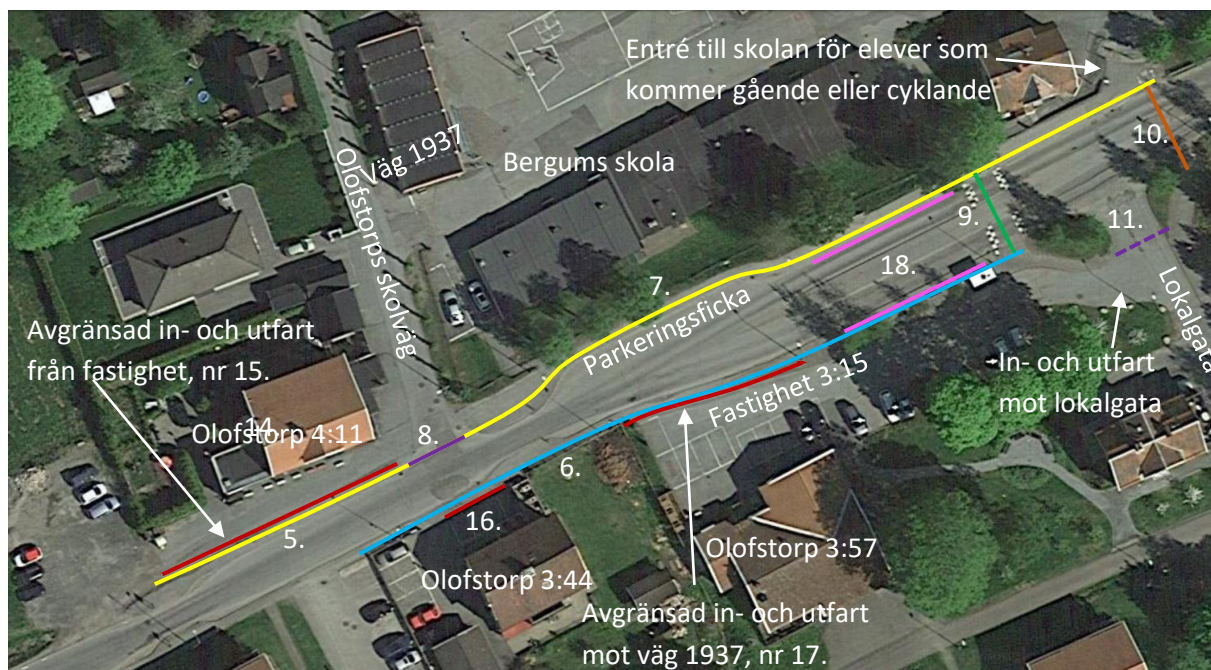 Entré till skolan för elever som
kommer gående eller cyklande
10.
Väg 1937
Bergums skola
Olofstorps skolväg
9.
11.
18.
7.
Parkeringsficka
Lokalgata
Avgränsad in- och utfart
från fastighet, nr 15.
In- och utfart
mot lokalgata
Fastighet 3:15
14.
Olofstorp 4:11
8.
6.
16.
5.
Olofstorp 3:57
Olofstorp 3:44
Avgränsad in- och utfart
mot väg 1937, nr 17.